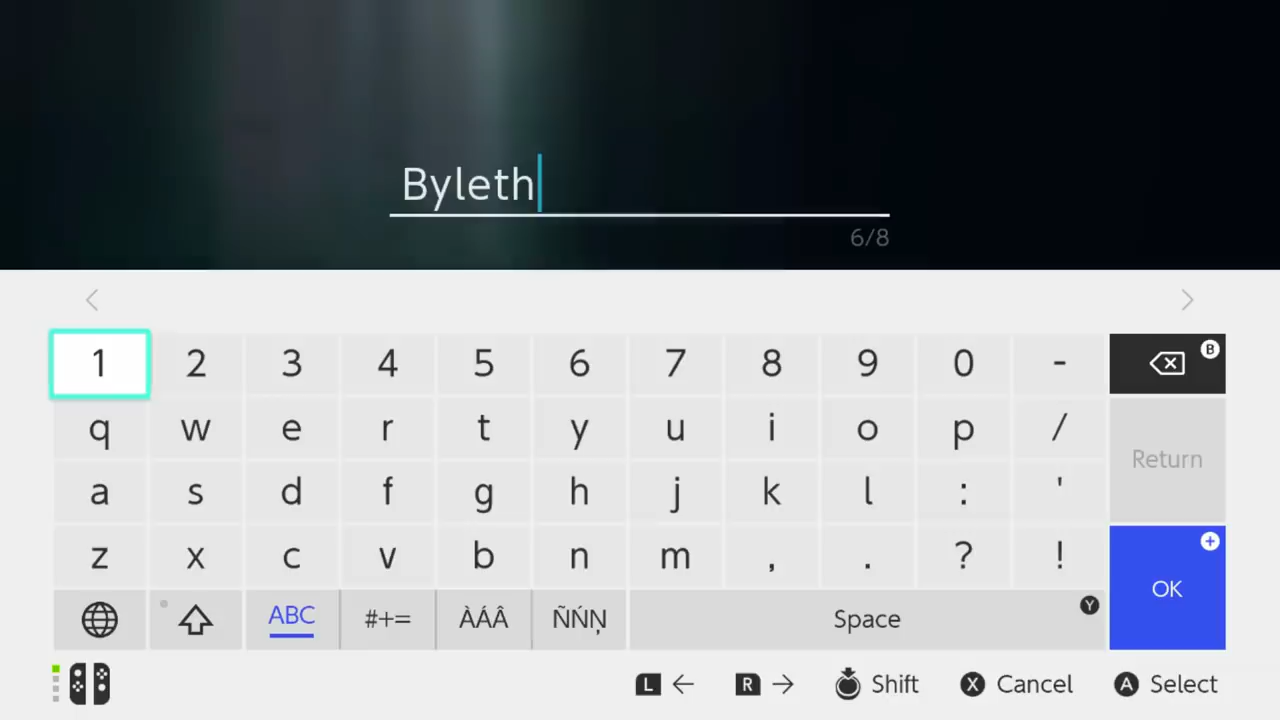 Byleth
6/8
1 2 3 4 5 6 7 8 9 0 - B
q w e r t y u i o p / Return
a s d f g h j k l : '
z x c v b n m , . ? ! + OK
ABC #+= ÀÁÂ ÑŃŅ Space Y
L ← R → Shift X Cancel A Select